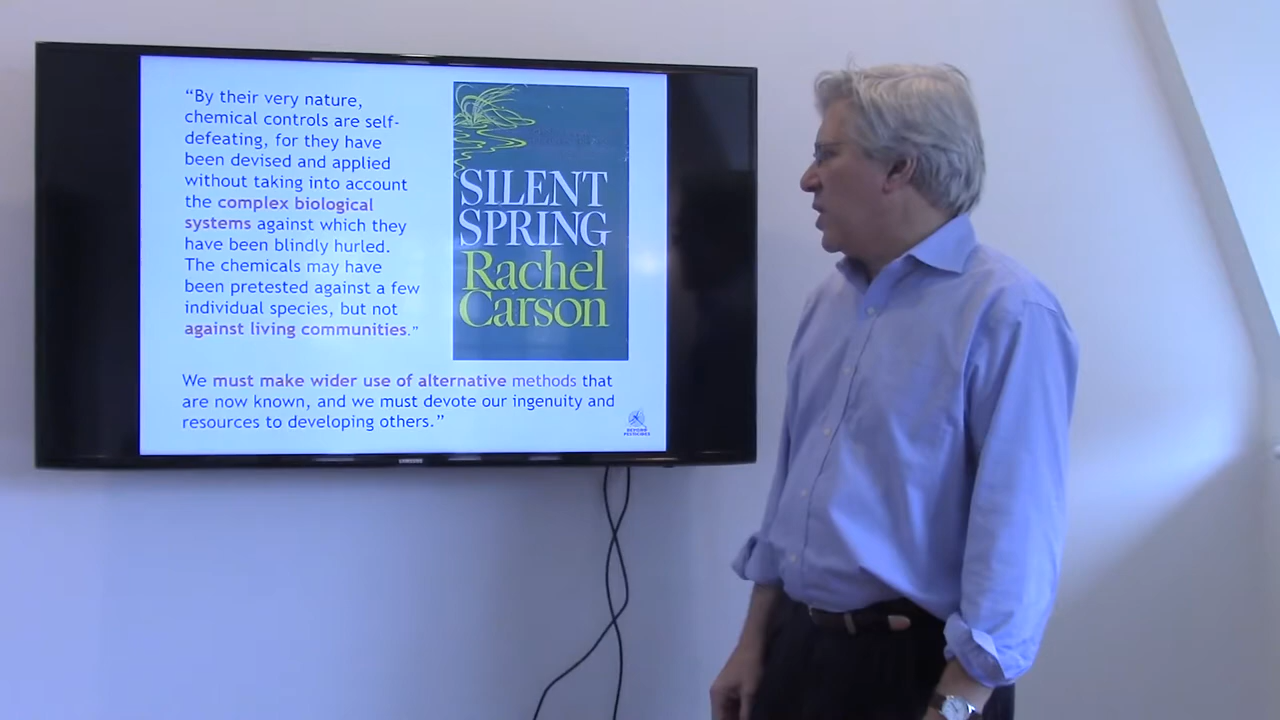 “By their very nature,
chemical controls are self-
defeating, for they have
been devised and applied
without taking into account
the complex biological
systems against which they
have been blindly hurled.
The chemicals may have
been pretested against a few
individual species, but not
against living communities.”
SILENT
SPRING
Rachel
Carson
We must make wider use of alternative methods that
are now known, and we must devote our ingenuity and
resources to developing others.”
BEYOND
PESTICIDES
SAMSUNG